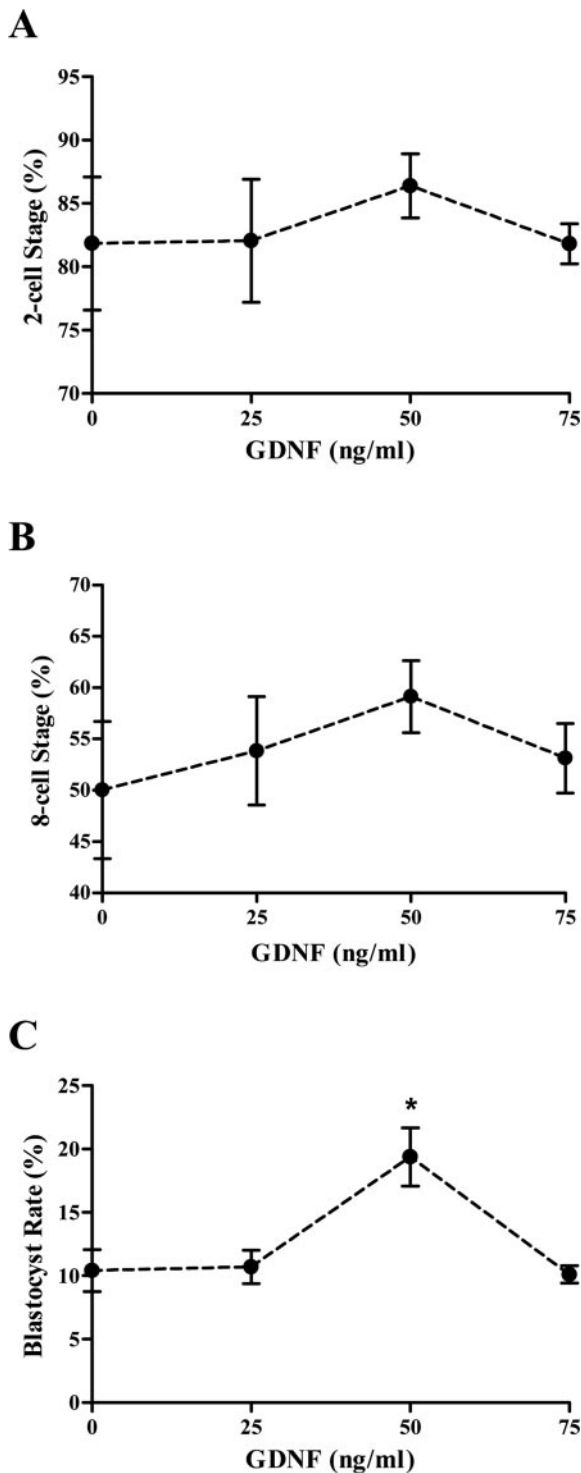 A
95
90
85
80
75
70
2-cell Stage (%)
0 25 50 75
GDNF (ng/ml)
B
70
65
60
55
50
45
40
8-cell Stage (%)
0 25 50 75
GDNF (ng/ml)
C
25
20
15
10
5
0
Blastocyst Rate (%)
*
0 25 50 75
GDNF (ng/ml)